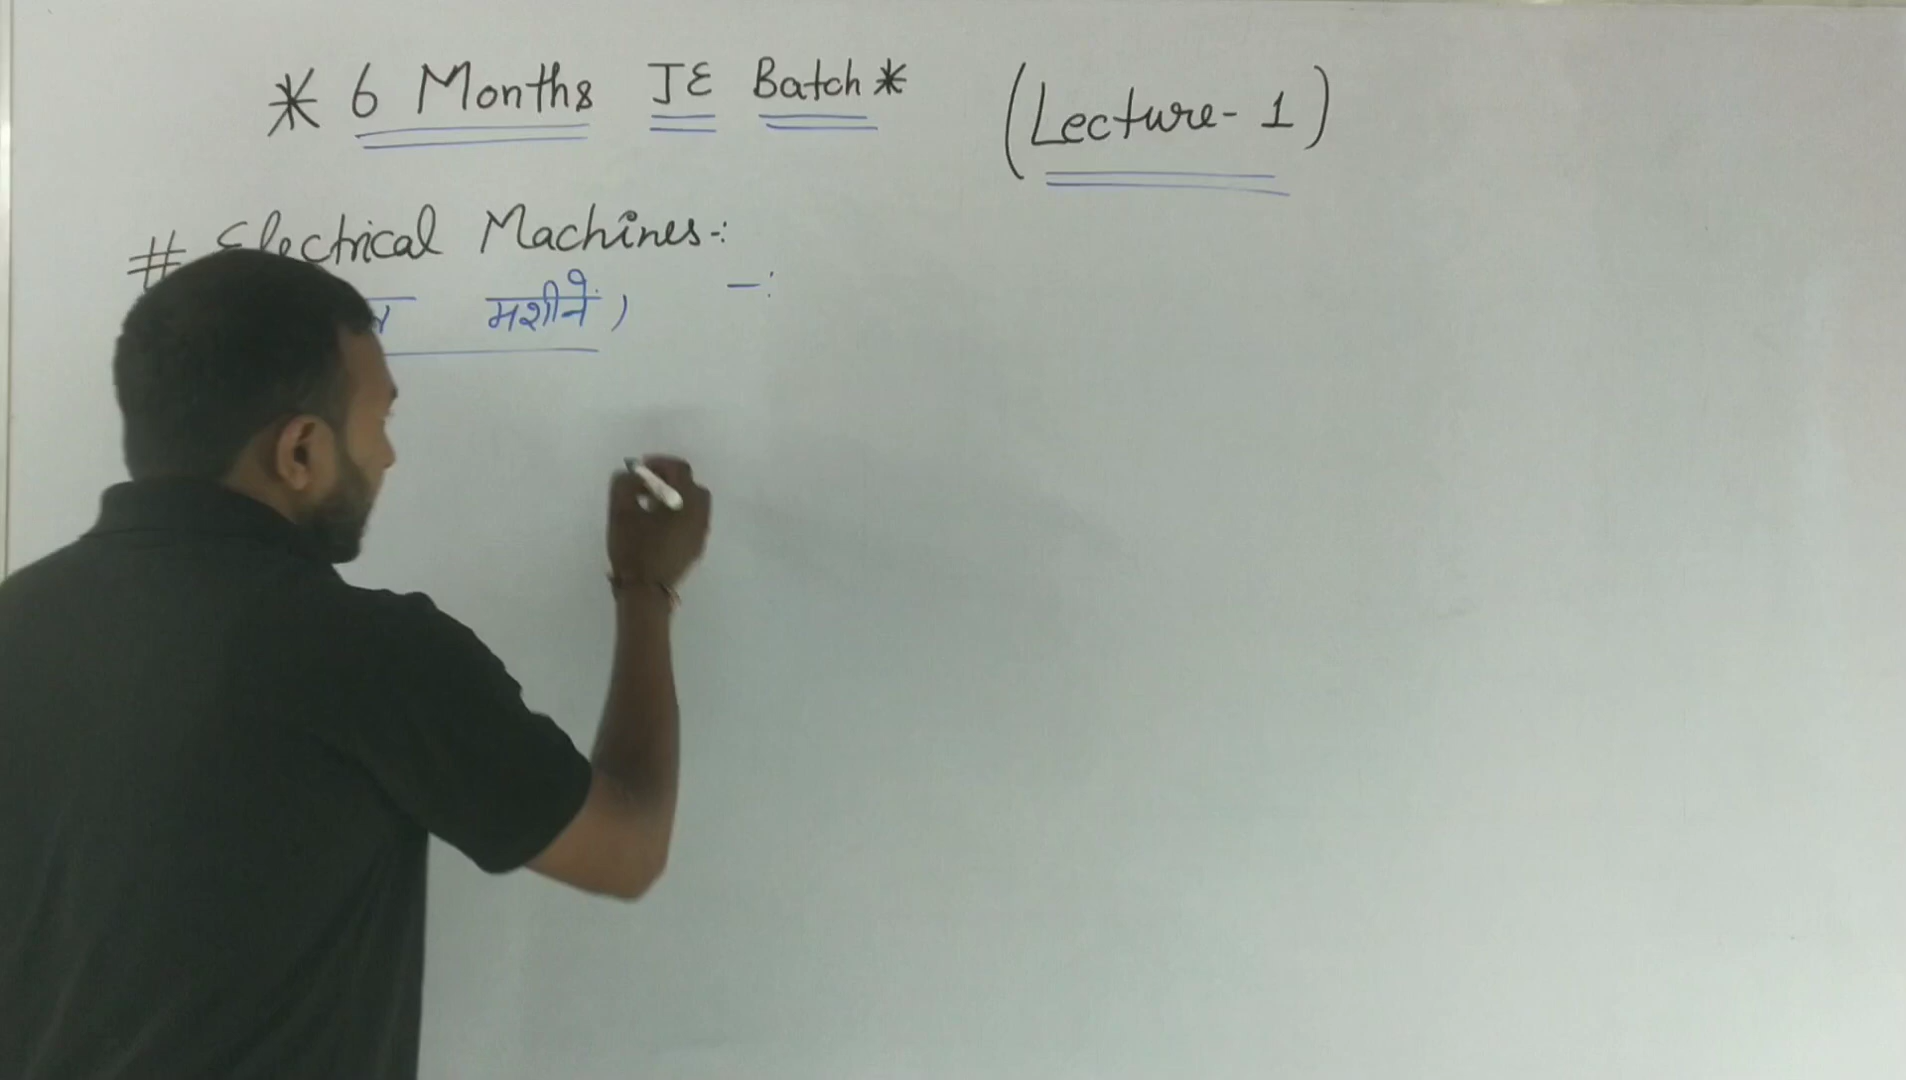 * 6 Months JE Batch * (Lecture - 1)
# Electrical Machines -:
मशीनें, -: